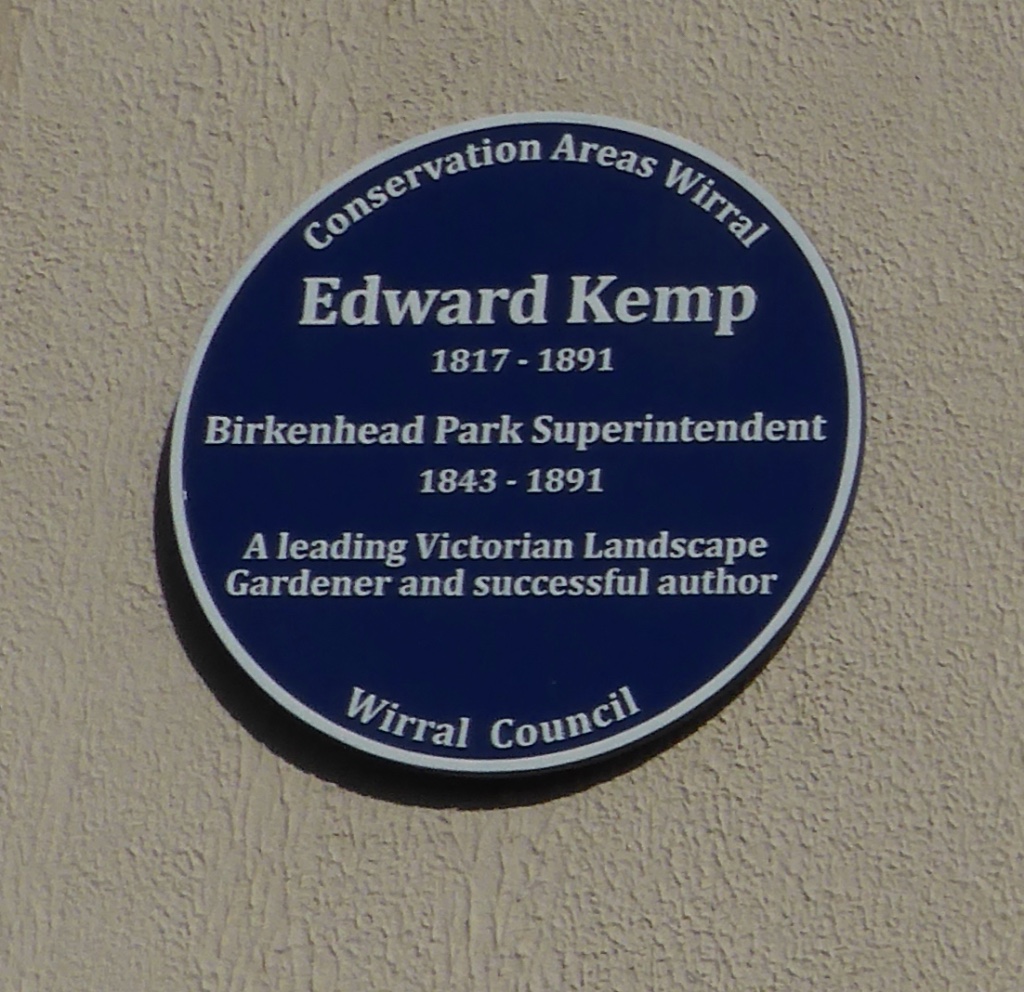 Conservation Areas Wirral
Edward Kemp
1817 - 1891
Birkenhead Park Superintendent
1843 - 1891
A leading Victorian Landscape
Gardener and successful author
Wirral Council